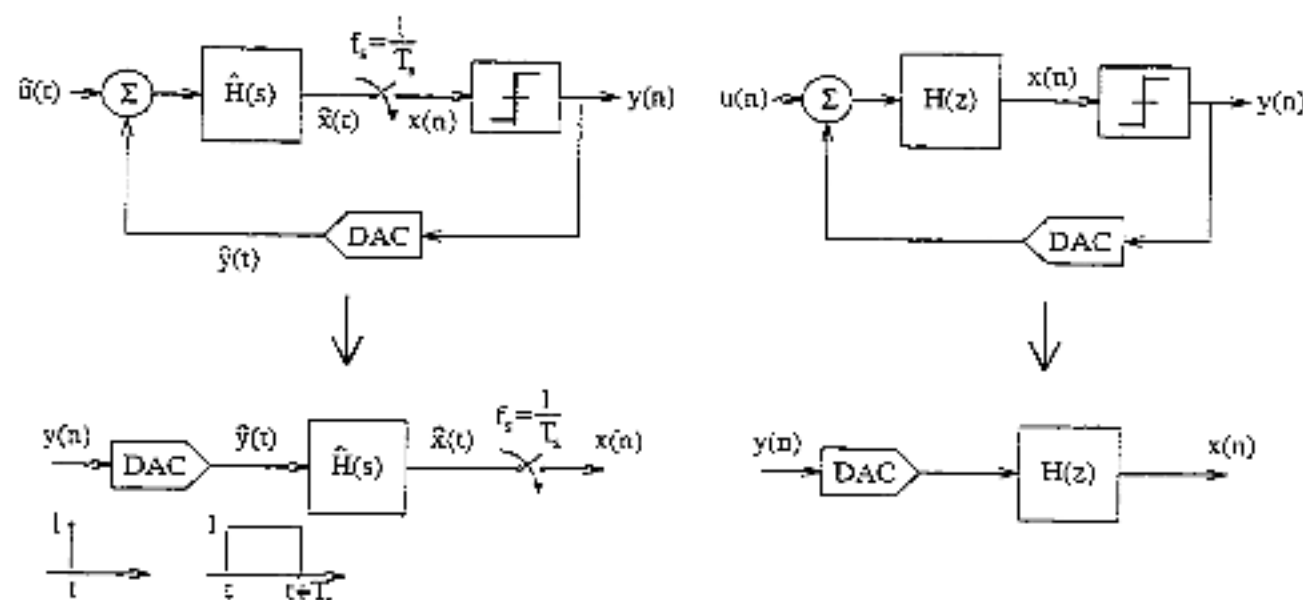 f_s = 1/T_s
û(t) Σ Ĥ(s) x̂(t) x(n) y(n)
DAC
ŷ(t)
u(n) Σ H(z) x(n) y(n)
DAC
y(n) DAC ŷ(t) Ĥ(s) x̂(t) f_s = 1/T_s x(n)
1
t
1
t t+T_s
y(n) DAC H(z) x(n)